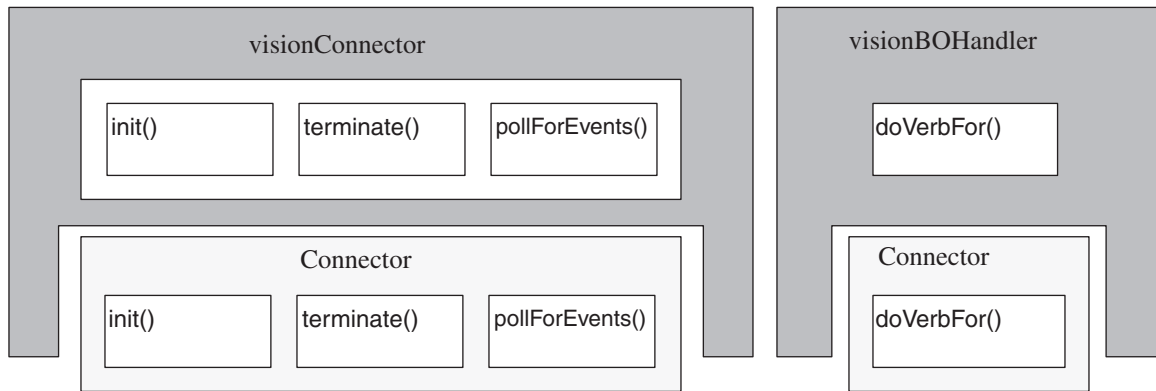 visionConnector
init()
terminate()
pollForEvents()
Connector
init()
terminate()
pollForEvents()
visionBOHandler
doVerbFor()
Connector
doVerbFor()